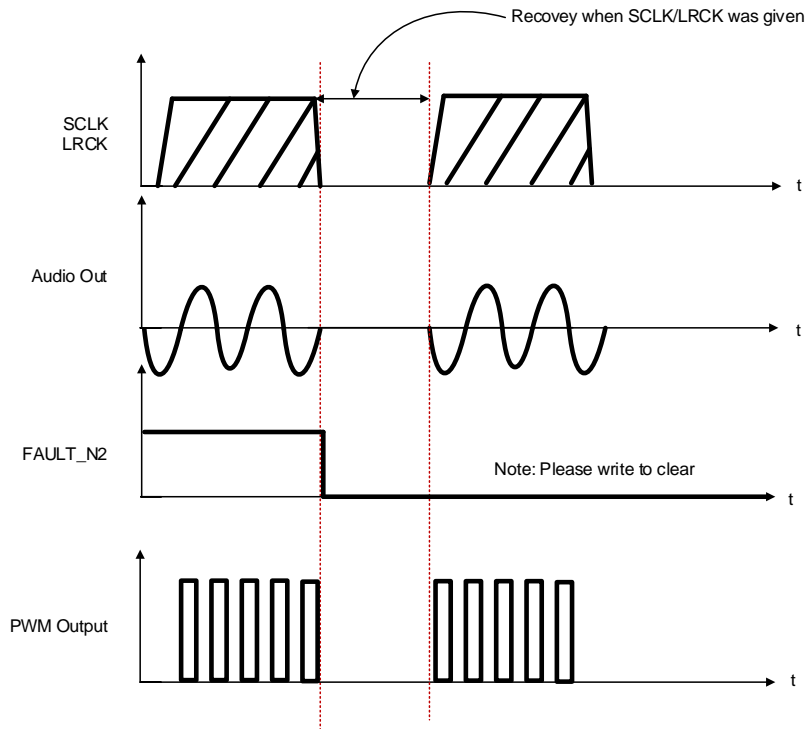 Recovey when SCLK/LRCK was given
SCLK
LRCK
t
Audio Out
t
FAULT_N2
Note: Please write to clear
t
PWM Output
t